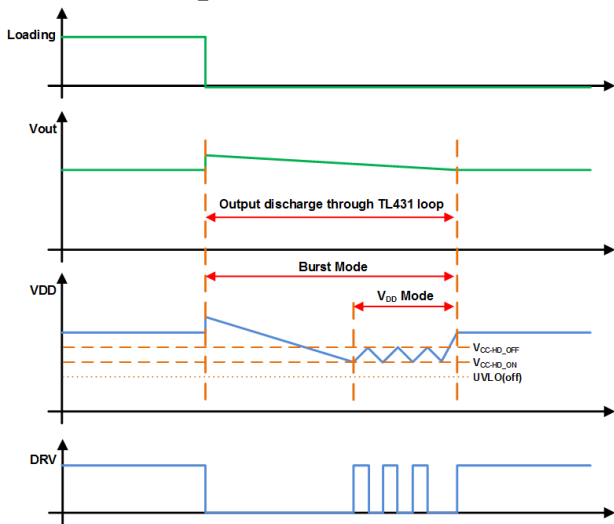 Loading
Vout
Output discharge through TL431 loop
Burst Mode
VDD
VDD Mode
VCC-HD_OFF
VCC-HD_ON
UVLO(off)
DRV